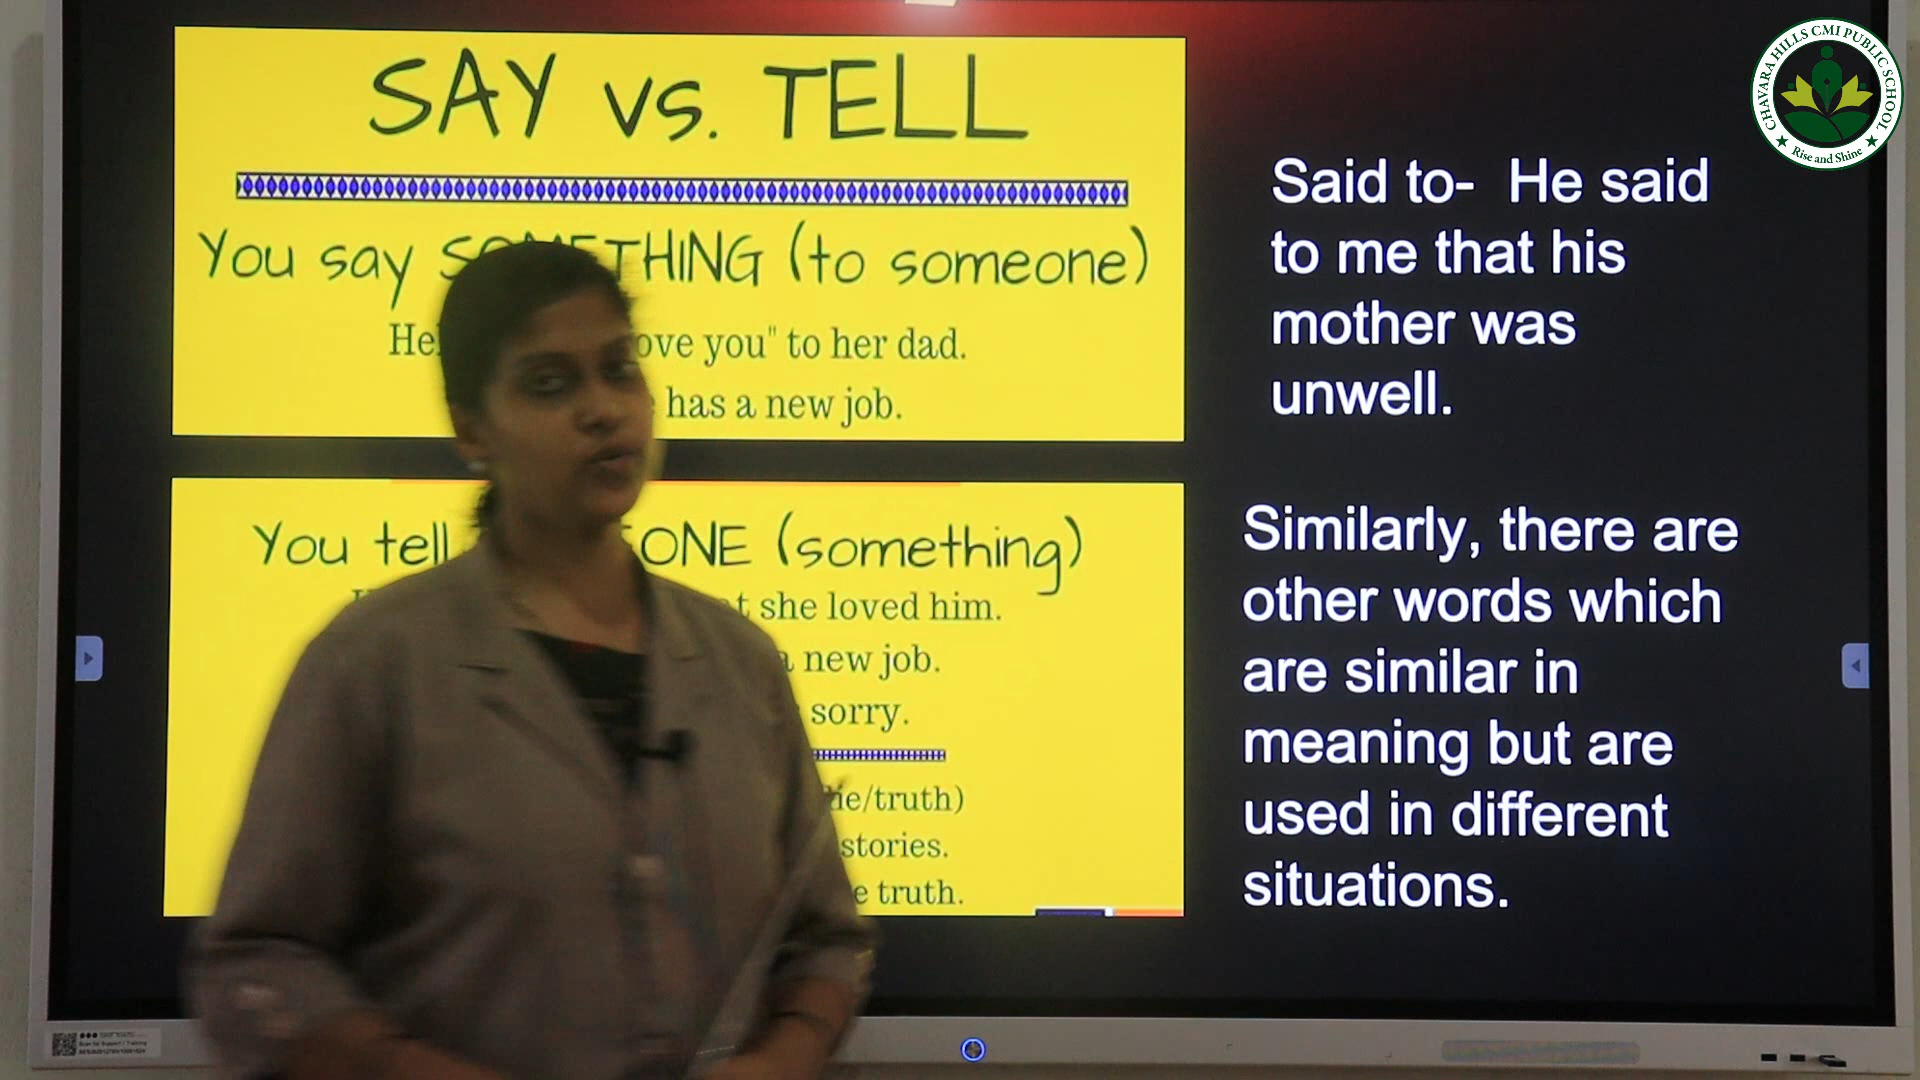 SAY vs. TELL
You say SOMETHING (to someone)
ove you" to her dad.
has a new job.
You tell ONE (something)
she loved him.
new job.
sorry.
/truth)
stories.
truth.
Said to- He said
to me that his
mother was
unwell.
Similarly, there are
other words which
are similar in
meaning but are
used in different
situations.
CHAVARA HILLS CMI PUBLIC SCHOOL
Rise and Shine